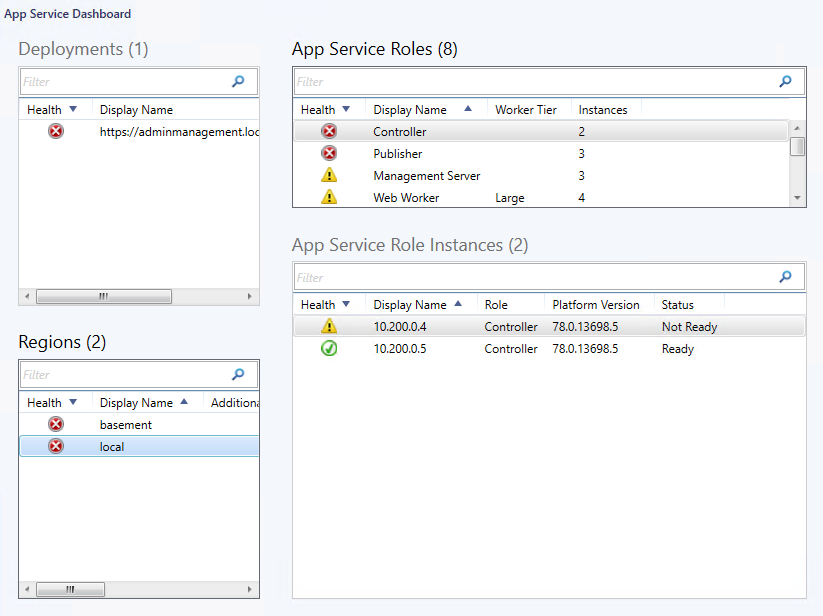 App Service Dashboard
Deployments (1)
Filter
Health Display Name
https://adminmanagement.loc
Regions (2)
Filter
Health Display Name Additiona
basement
local
App Service Roles (8)
Filter
Health Display Name Worker Tier Instances
Controller 2
Publisher 3
Management Server 3
Web Worker Large 4
App Service Role Instances (2)
Filter
Health Display Name Role Platform Version Status
10.200.0.4 Controller 78.0.13698.5 Not Ready
10.200.0.5 Controller 78.0.13698.5 Ready